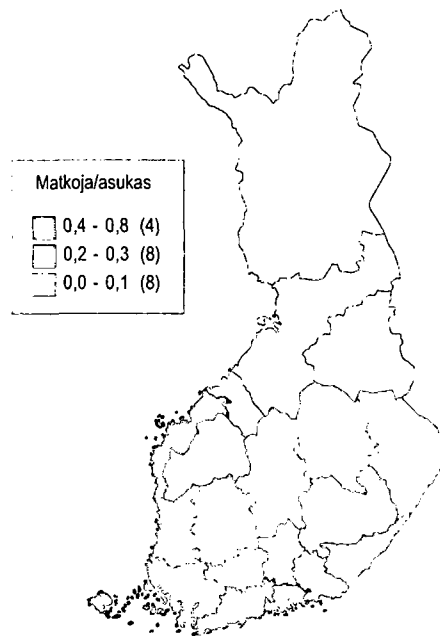 Matkoja/asukas
0,4 - 0,8 (4)
0,2 - 0,3 (8)
0,0 - 0,1 (8)